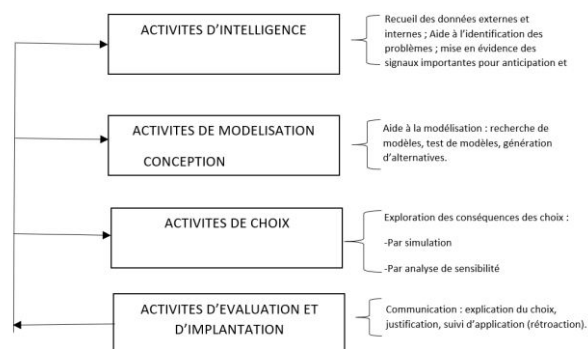 ACTIVITES D’INTELLIGENCE
Recueil des données externes et
internes ; Aide à l’identification des
problèmes ; mise en évidence des
signaux importantes pour anticipation et
ACTIVITES DE MODELISATION
CONCEPTION
Aide à la modélisation : recherche de
modèles, test de modèles, génération
d’alternatives.
ACTIVITES DE CHOIX
Exploration des conséquences des choix :
-Par simulation
-Par analyse de sensibilité
ACTIVITES D’EVALUATION ET
D’IMPLANTATION
Communication : explication du choix,
justification, suivi d’application (rétroaction).